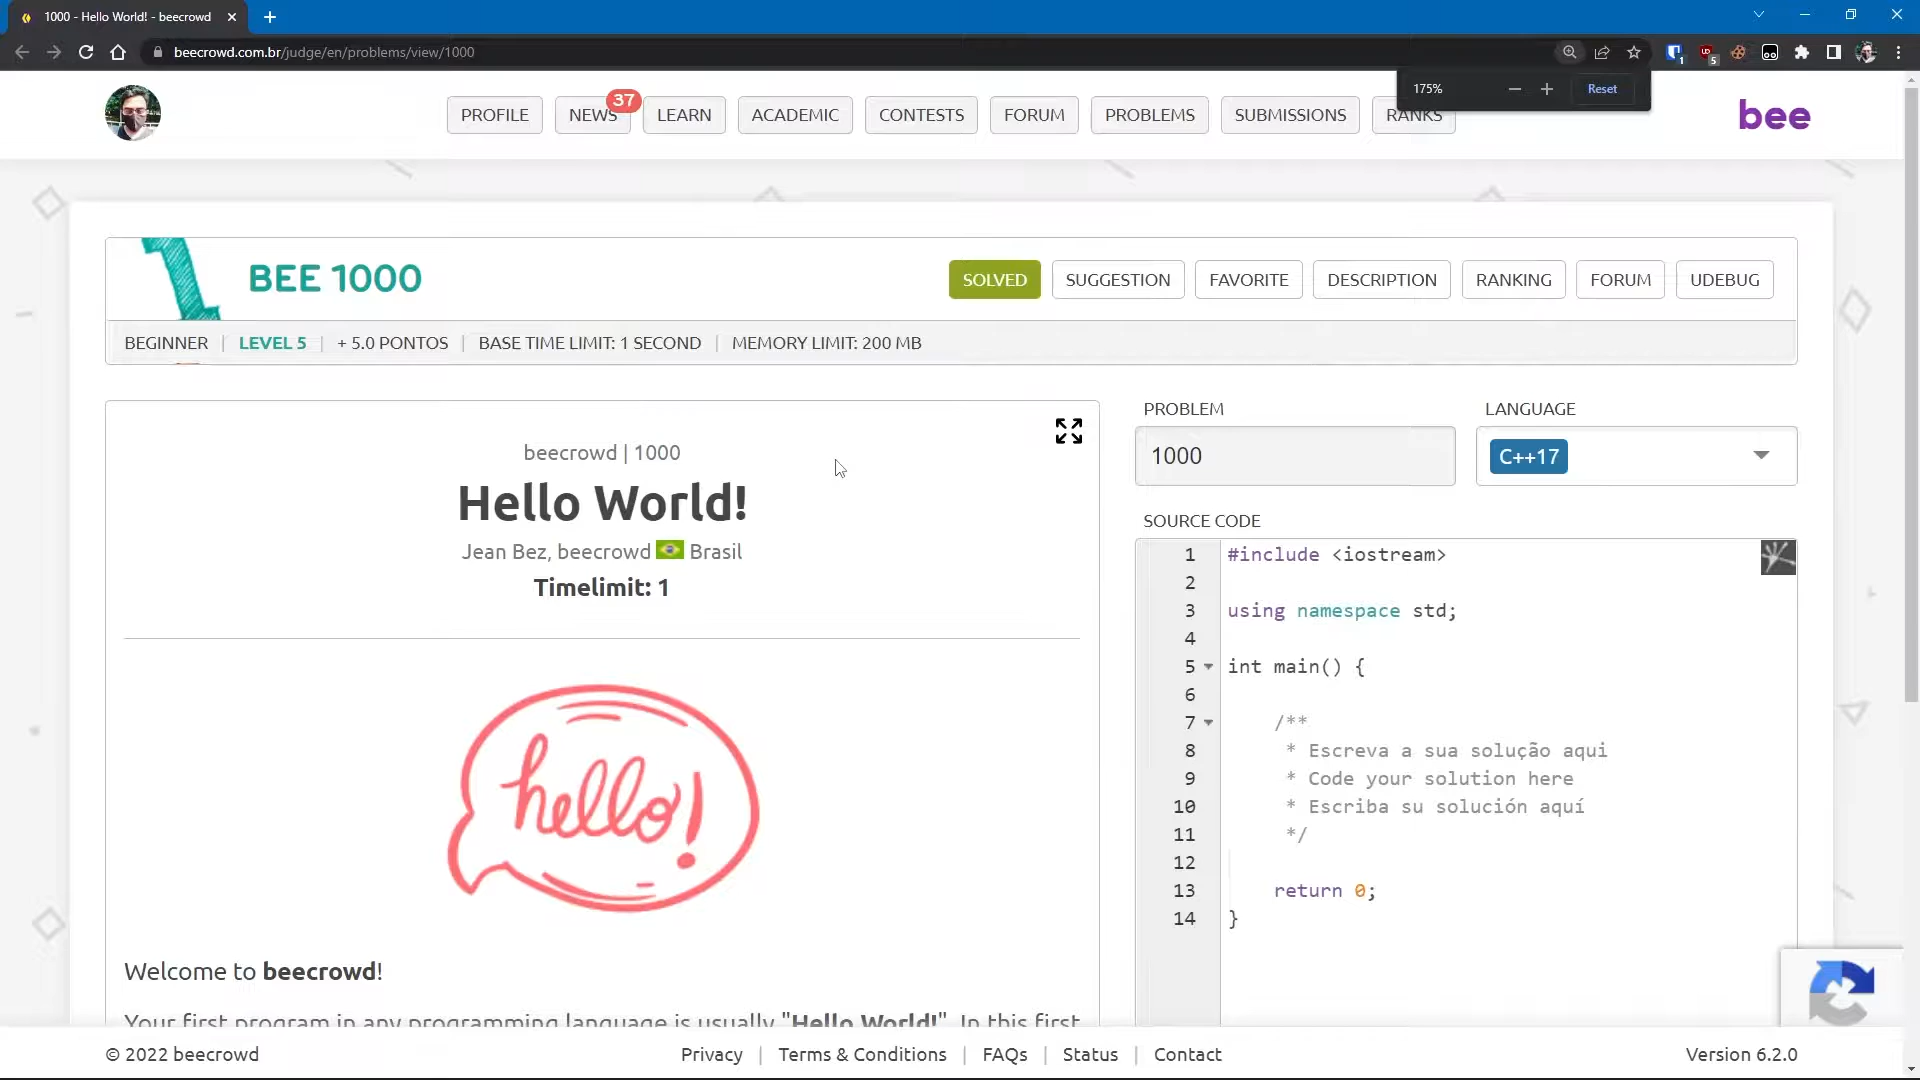 1000 - Hello World! - beecrowd
beecrowd.com.br/judge/en/problems/view/1000
175%
Reset
PROFILE
NEWS
37
LEARN
ACADEMIC
CONTESTS
FORUM
PROBLEMS
SUBMISSIONS
RANKS
bee
BEE 1000
SOLVED
SUGGESTION
FAVORITE
DESCRIPTION
RANKING
FORUM
UDEBUG
BEGINNER | LEVEL 5 | + 5.0 PONTOS | BASE TIME LIMIT: 1 SECOND | MEMORY LIMIT: 200 MB
beecrowd | 1000
Hello World!
Jean Bez, beecrowd Brasil
Timelimit: 1
hello!
Welcome to beecrowd!
Your first program in any programming language is usually "Hello World!". In this first
PROBLEM
1000
LANGUAGE
C++17
SOURCE CODE
1 #include <iostream>
2
3 using namespace std;
4
5 int main() {
6
7 /**
8 * Escreva a sua solução aqui
9 * Code your solution here
10 * Escriba su solución aquí
11 */
12
13 return 0;
14 }
© 2022 beecrowd
Privacy | Terms & Conditions | FAQs | Status | Contact
Version 6.2.0